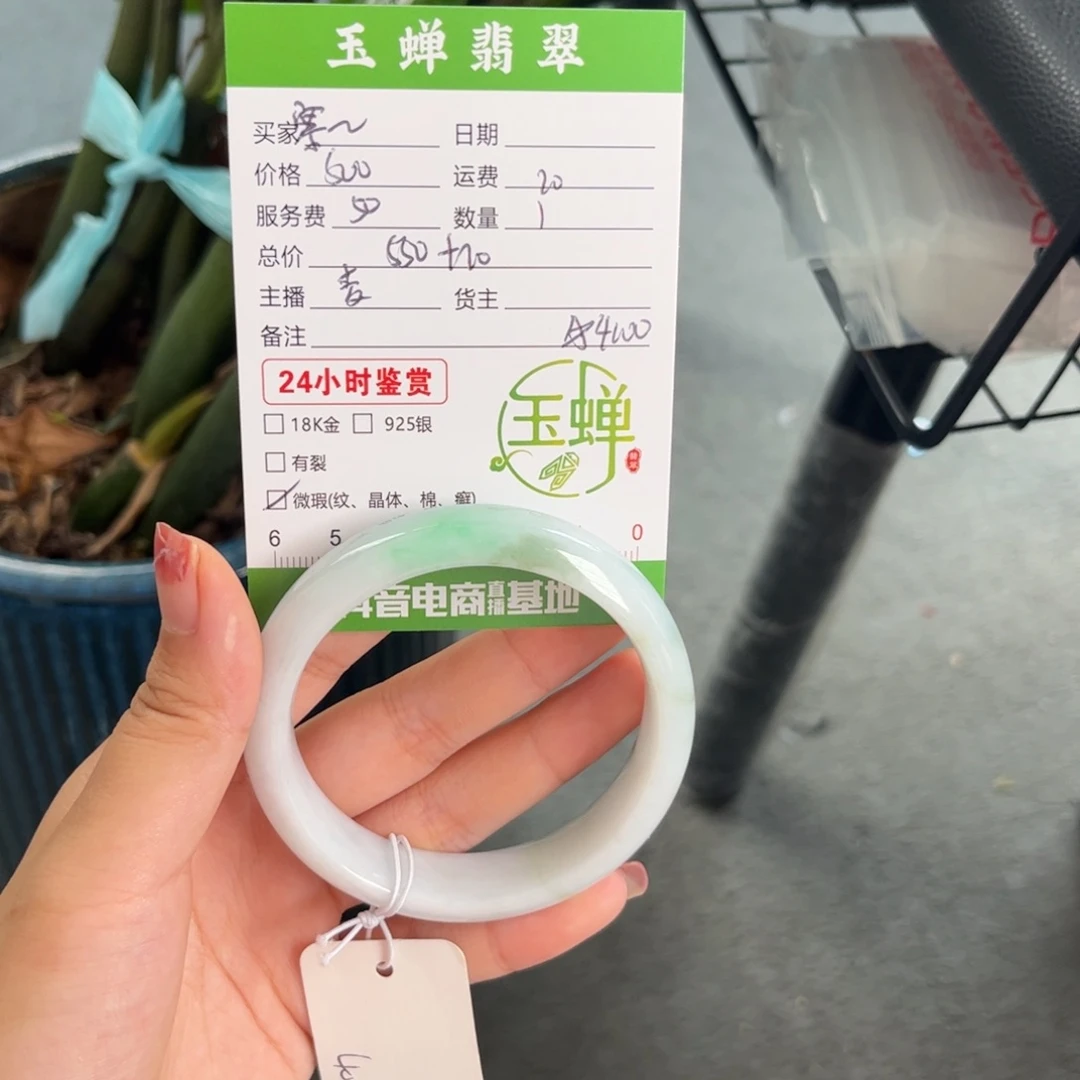 玉蝉翡翠
买家 日期
价格 500 运费 20
服务费 50 数量 1
总价 550+20
主播 货主
备注
24小时鉴赏
18K金 925银
玉蝉
有裂
微瑕(纹、晶体、棉、癣)
6 5 0
音电商直播基地